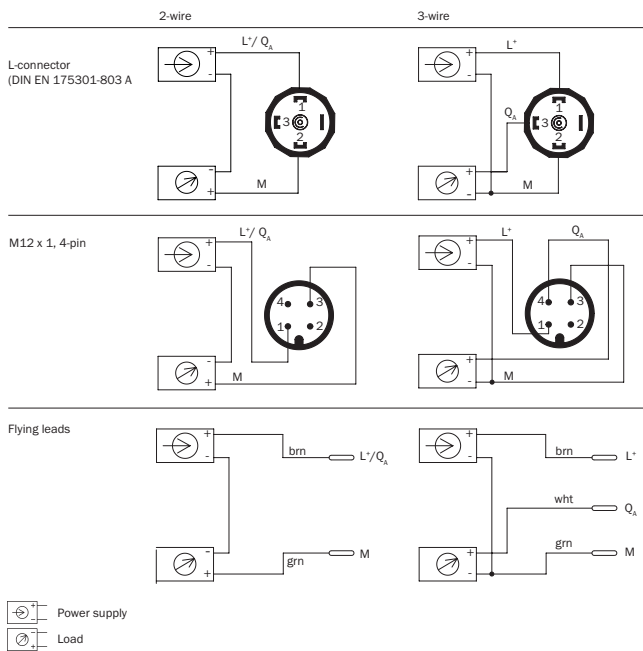 2-wire 3-wire
L-connector
(DIN EN 175301-803 A
L⁺/ Q_A
+
-
1
3
2
-
+
M
L⁺
+
-
Q_A
1
3
2
+
-
M
M12 x 1, 4-pin
L⁺/ Q_A
+
-
4 3
1 2
-
+
M
L⁺ Q_A
+
-
4 3
1 2
+
-
M
Flying leads
+
-
brn L⁺/Q_A
-
+
grn M
+
-
brn L⁺
wht Q_A
+
-
grn M
+
-
Power supply
-
+
Load